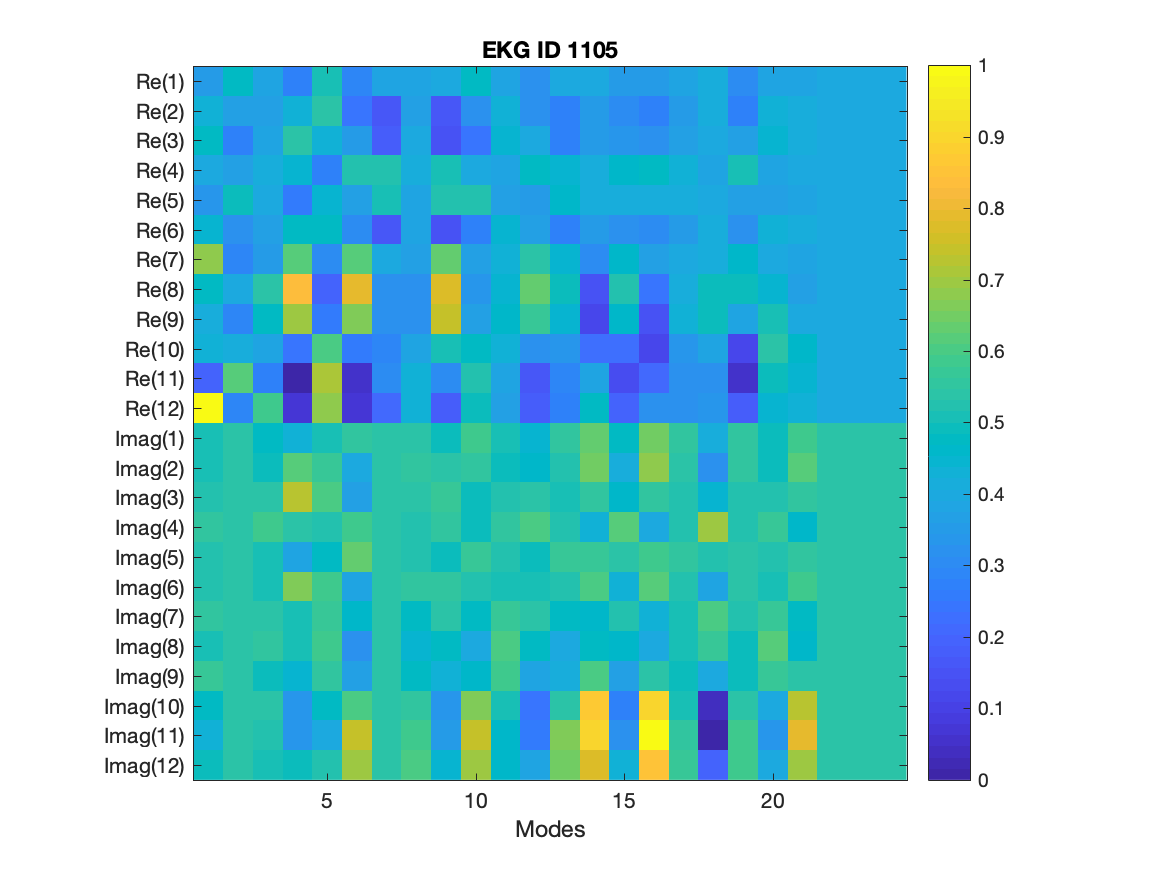 EKG ID 1105
Re(1)
Re(2)
Re(3)
Re(4)
Re(5)
Re(6)
Re(7)
Re(8)
Re(9)
Re(10)
Re(11)
Re(12)
Imag(1)
Imag(2)
Imag(3)
Imag(4)
Imag(5)
Imag(6)
Imag(7)
Imag(8)
Imag(9)
Imag(10)
Imag(11)
Imag(12)
5 10 15 20
Modes
1
0.9
0.8
0.7
0.6
0.5
0.4
0.3
0.2
0.1
0